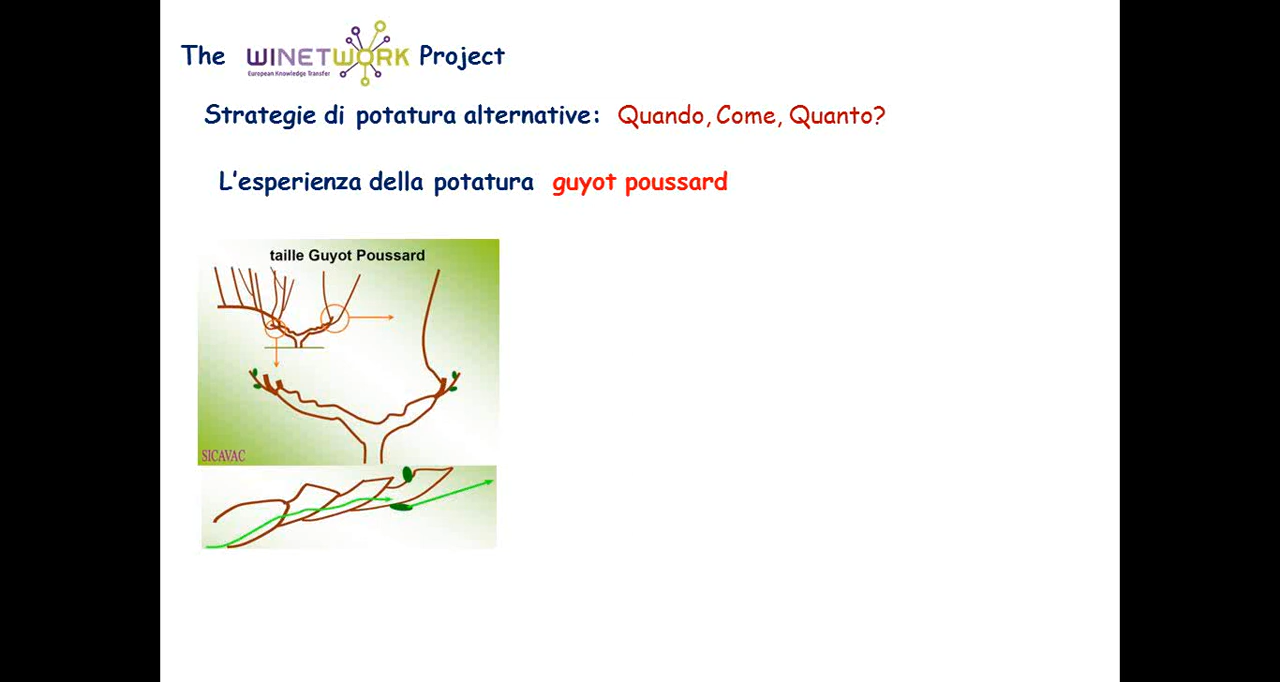 The WINETWORK Project
European Knowledge Transfer
Strategie di potatura alternative: Quando, Come, Quanto?
L'esperienza della potatura guyot poussard
taille Guyot Poussard
SICAVAC